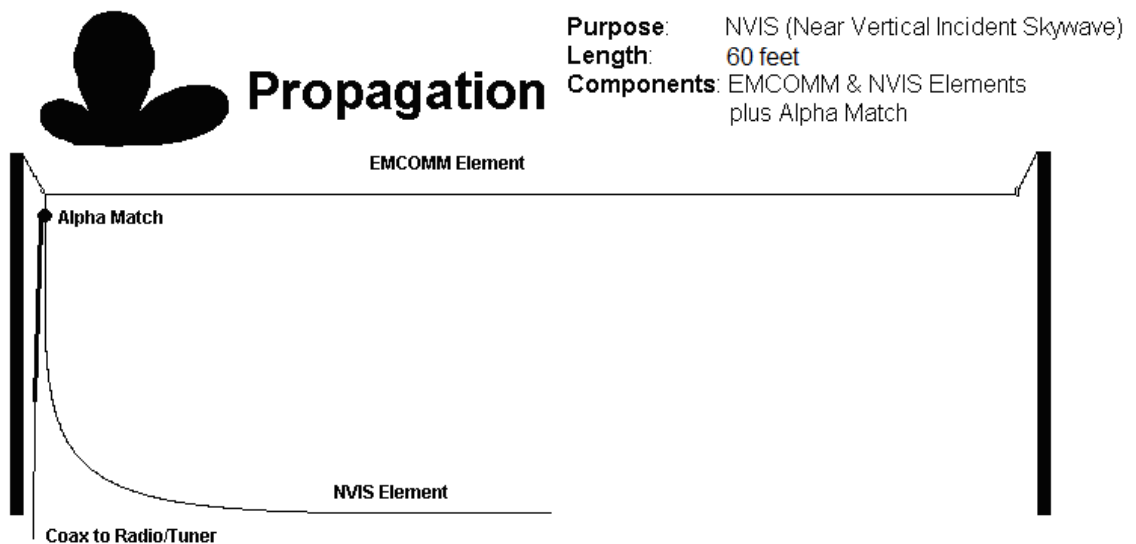 Propagation
Purpose: NVIS (Near Vertical Incident Skywave)
Length: 60 feet
Components: EMCOMM & NVIS Elements
plus Alpha Match
EMCOMM Element
Alpha Match
NVIS Element
Coax to Radio/Tuner